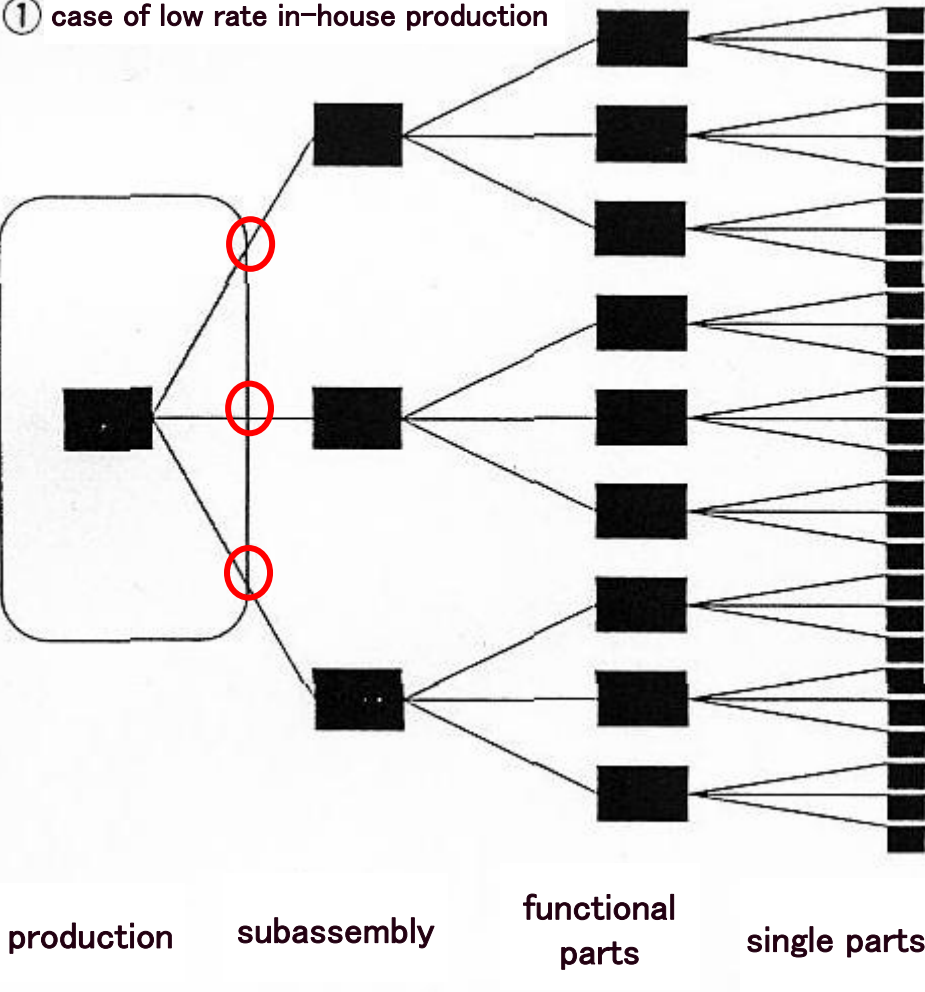 ① case of low rate in-house production
production
subassembly
functional
parts
single parts